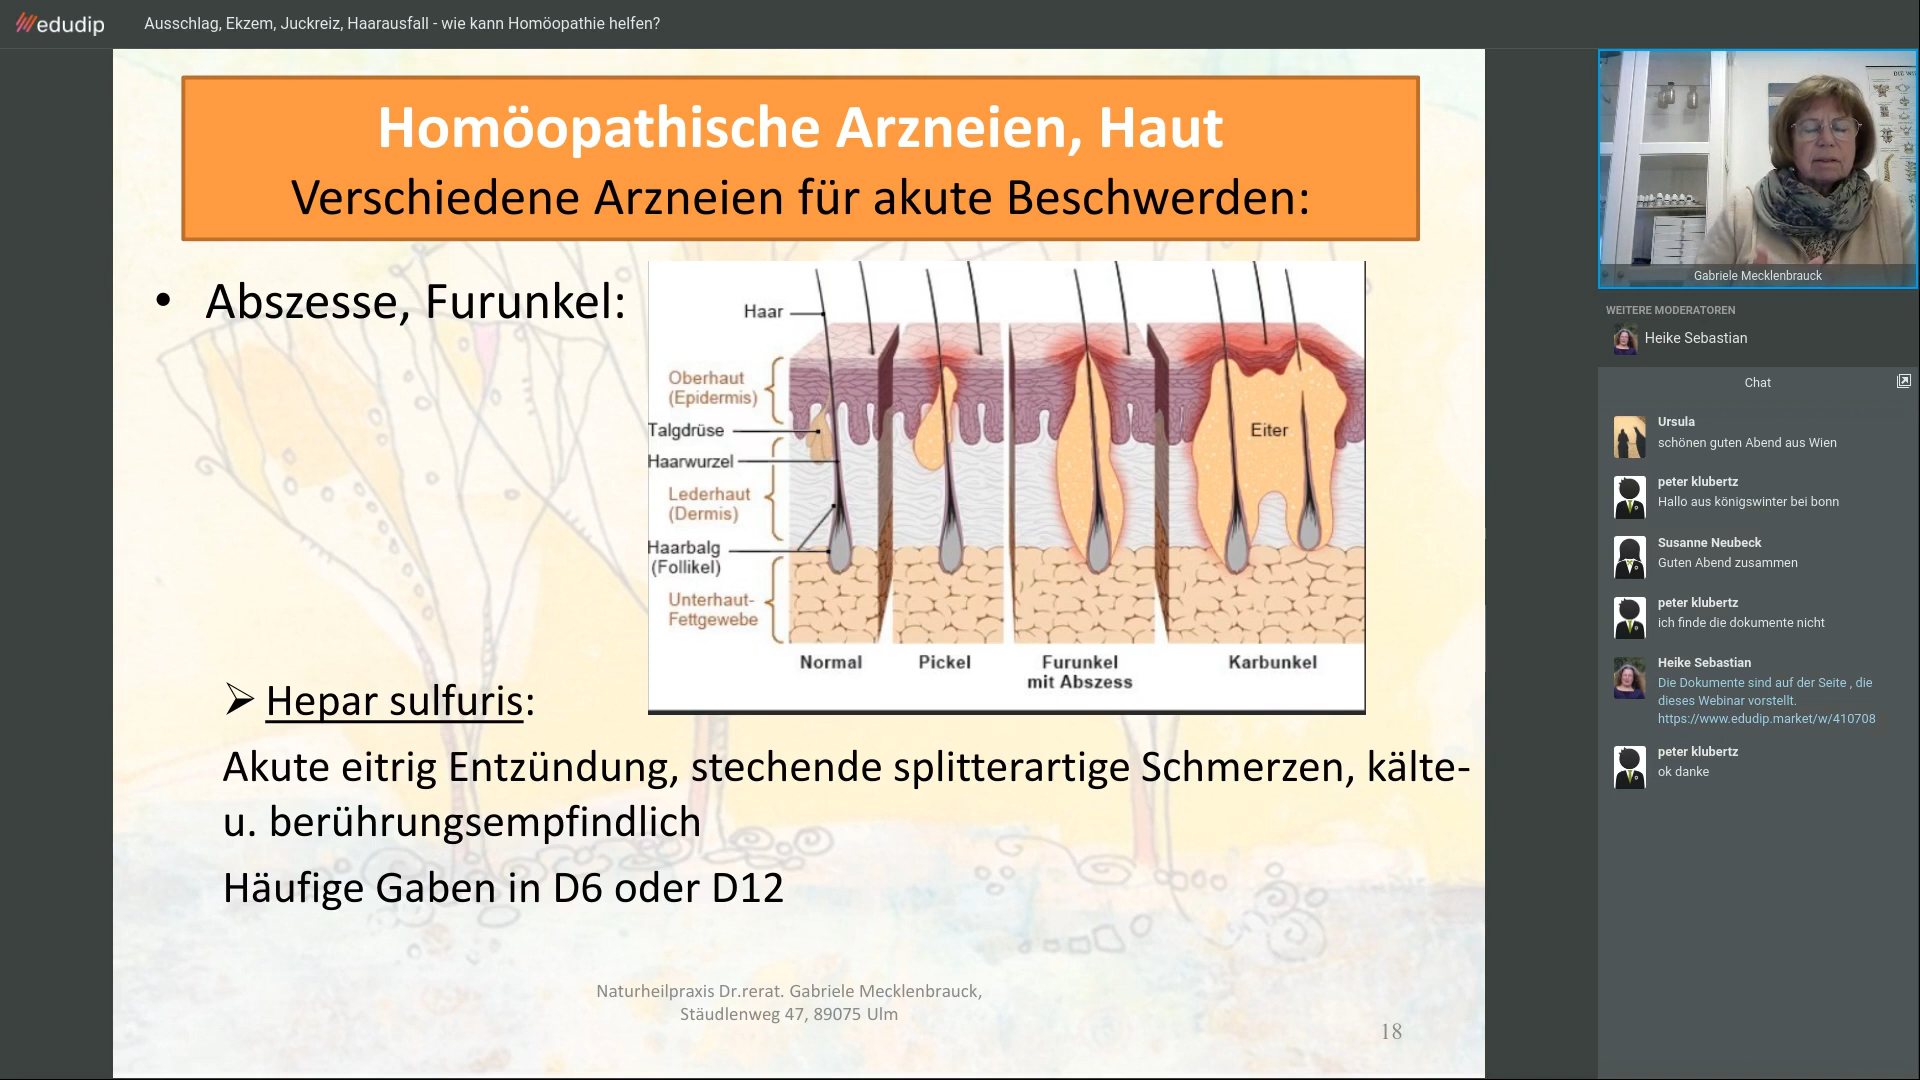 edudip
Ausschlag, Ekzem, Juckreiz, Haarausfall - wie kann Homöopathie helfen?
Homöopathische Arzneien, Haut
Verschiedene Arzneien für akute Beschwerden:
• Abszesse, Furunkel:
Haar
Oberhaut
(Epidermis)
Talgdrüse
Haarwurzel
Lederhaut
(Dermis)
Haarbalg
(Follikel)
Unterhaut-
Fettgewebe
Eiter
Normal
Pickel
Furunkel
mit Abszess
Karbunkel
➢ Hepar sulfuris:
Akute eitrig Entzündung, stechende splitterartige Schmerzen, kälte-
u. berührungsempfindlich
Häufige Gaben in D6 oder D12
Naturheilpraxis Dr.rerat. Gabriele Mecklenbrauck,
Stäudlenweg 47, 89075 Ulm
18
Gabriele Mecklenbrauck
WEITERE MODERATOREN
Heike Sebastian
Chat
Ursula
schönen guten Abend aus Wien
peter klubertz
Hallo aus königswinter bei bonn
Susanne Neubeck
Guten Abend zusammen
peter klubertz
ich finde die dokumente nicht
Heike Sebastian
Die Dokumente sind auf der Seite , die
dieses Webinar vorstellt.
https://www.edudip.market/w/410708
peter klubertz
ok danke